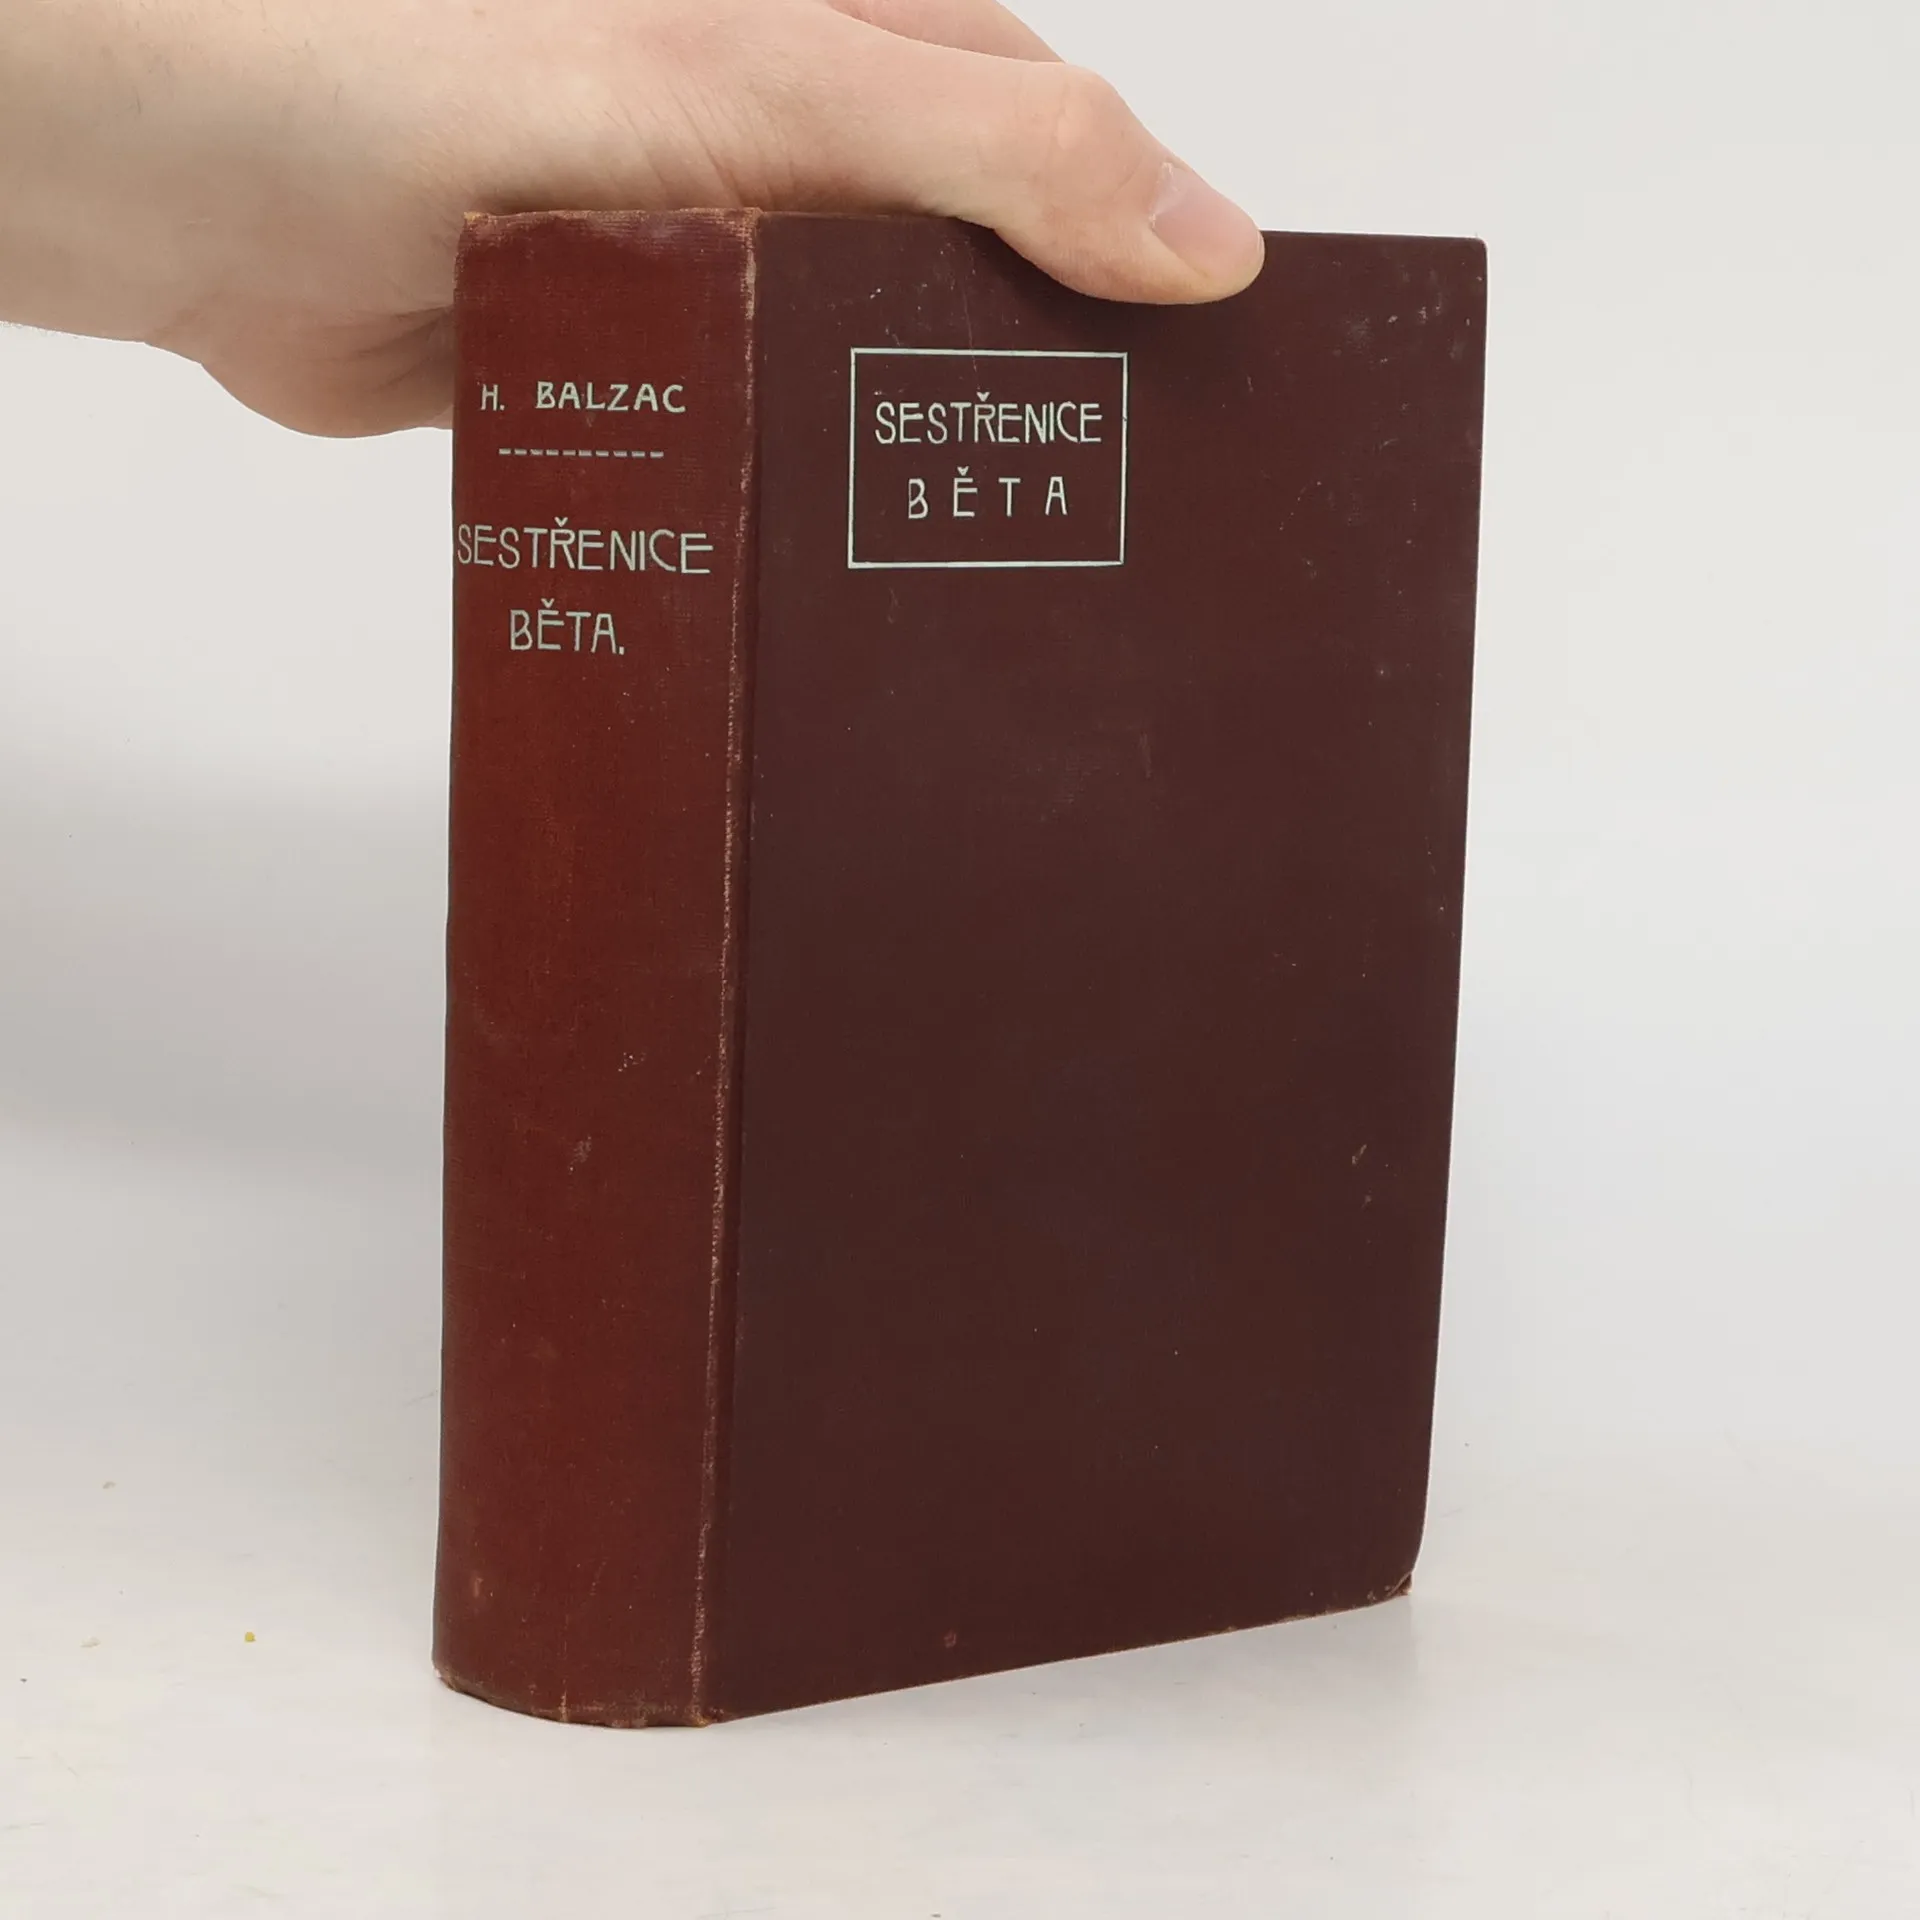 H. BALZAC
SESTŘENICE
BĚTA.
SESTŘENICE
BĚTA